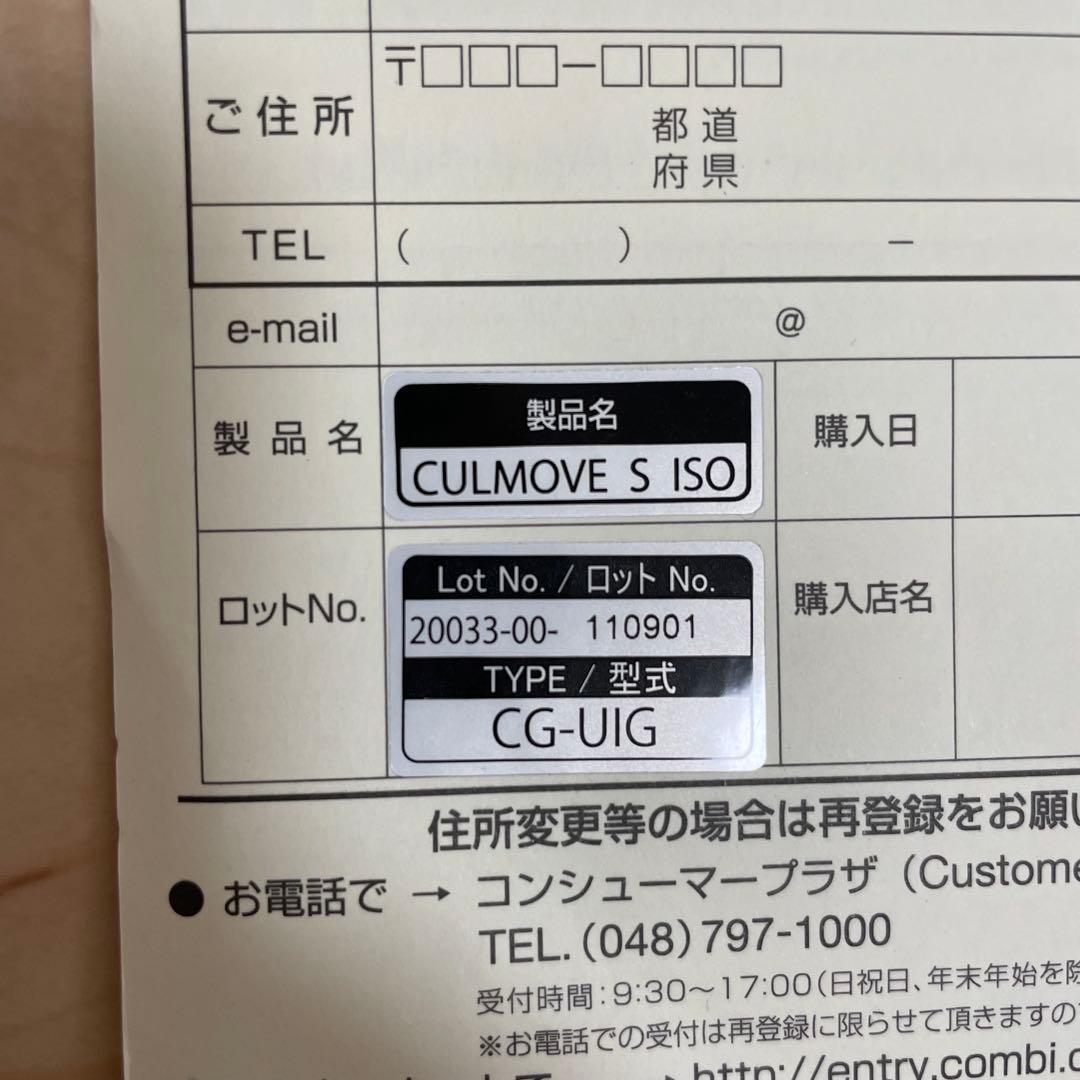 ご住所
〒□□□-□□□□
都道
府県
TEL
( ) －
e-mail
@
製品名
製品名
CULMOVE S ISO
購入日
ロットNo.
Lot No. / ロット No.
20033-00- 110901
TYPE / 型式
CG-UIG
購入店名
住所変更等の場合は再登録をお願い
● お電話で → コンシューマープラザ（Custome
TEL. (048) 797-1000
受付時間：9:30～17:00（日祝日、年末年始を除
※お電話での受付は再登録に限らせて頂きますの
http://entry.combi.c